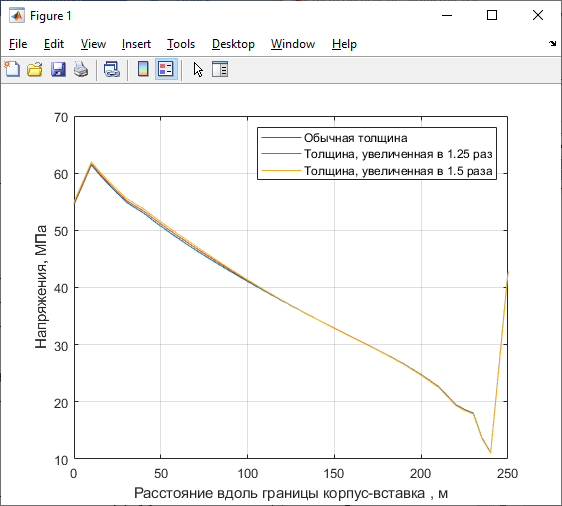 Figure 1
File Edit View Insert Tools Desktop Window Help
70
60
50
40
30
20
10
0 50 100 150 200 250
Напряжения, МПа
Расстояние вдоль границы корпус-вставка , м
Обычная толщина
Толщина, увеличенная в 1.25 раз
Толщина, увеличенная в 1.5 раза